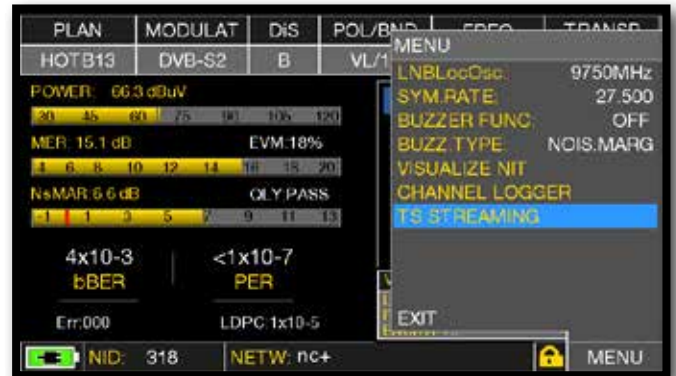 PLAN MODULAT DiS POL/BND FREQ TRANSP
HOTB13 DVB-S2 B VL/1
MENU
LNBLocOsc: 9750MHz
SYM.RATE: 27.500
BUZZER FUNC: OFF
BUZZ.TYPE: NOIS.MARG
VISUALIZE NIT
CHANNEL LOGGER
TS STREAMING
EXIT
POWER: 66.3 dBuV
30 45 60 75 90 105 120
MER: 15.1 dB EVM:18%
4 6 8 10 12 14 16 18 20
NsMAR:6.6 dB QLY:PASS
-1 1 3 5 7 9 11 13
4x10-3 <1x10-7
bBER PER
Err:000 LDPC:1x10-5
NID: 318 NETW: nc+ MENU